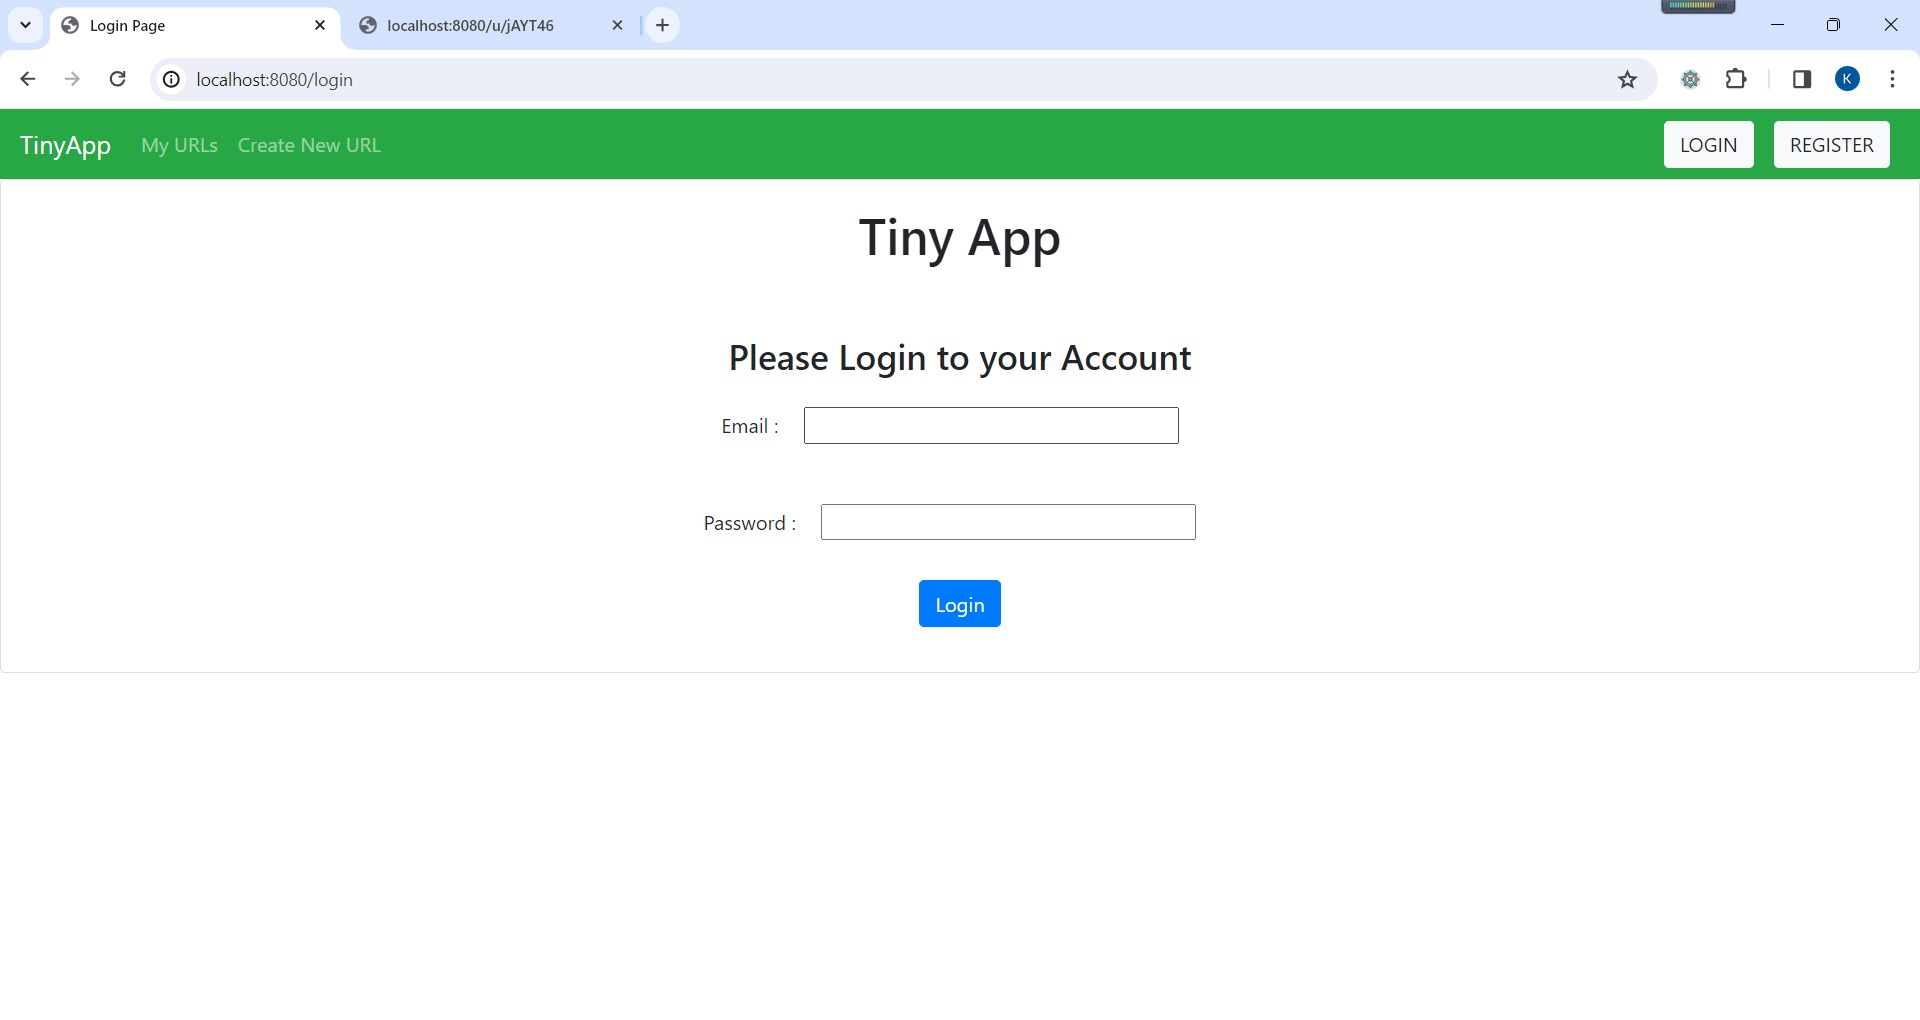 Login Page
localhost:8080/u/jAYT46
localhost:8080/login
K
TinyApp My URLs Create New URL LOGIN REGISTER
Tiny App
Please Login to your Account
Email :
Password :
Login